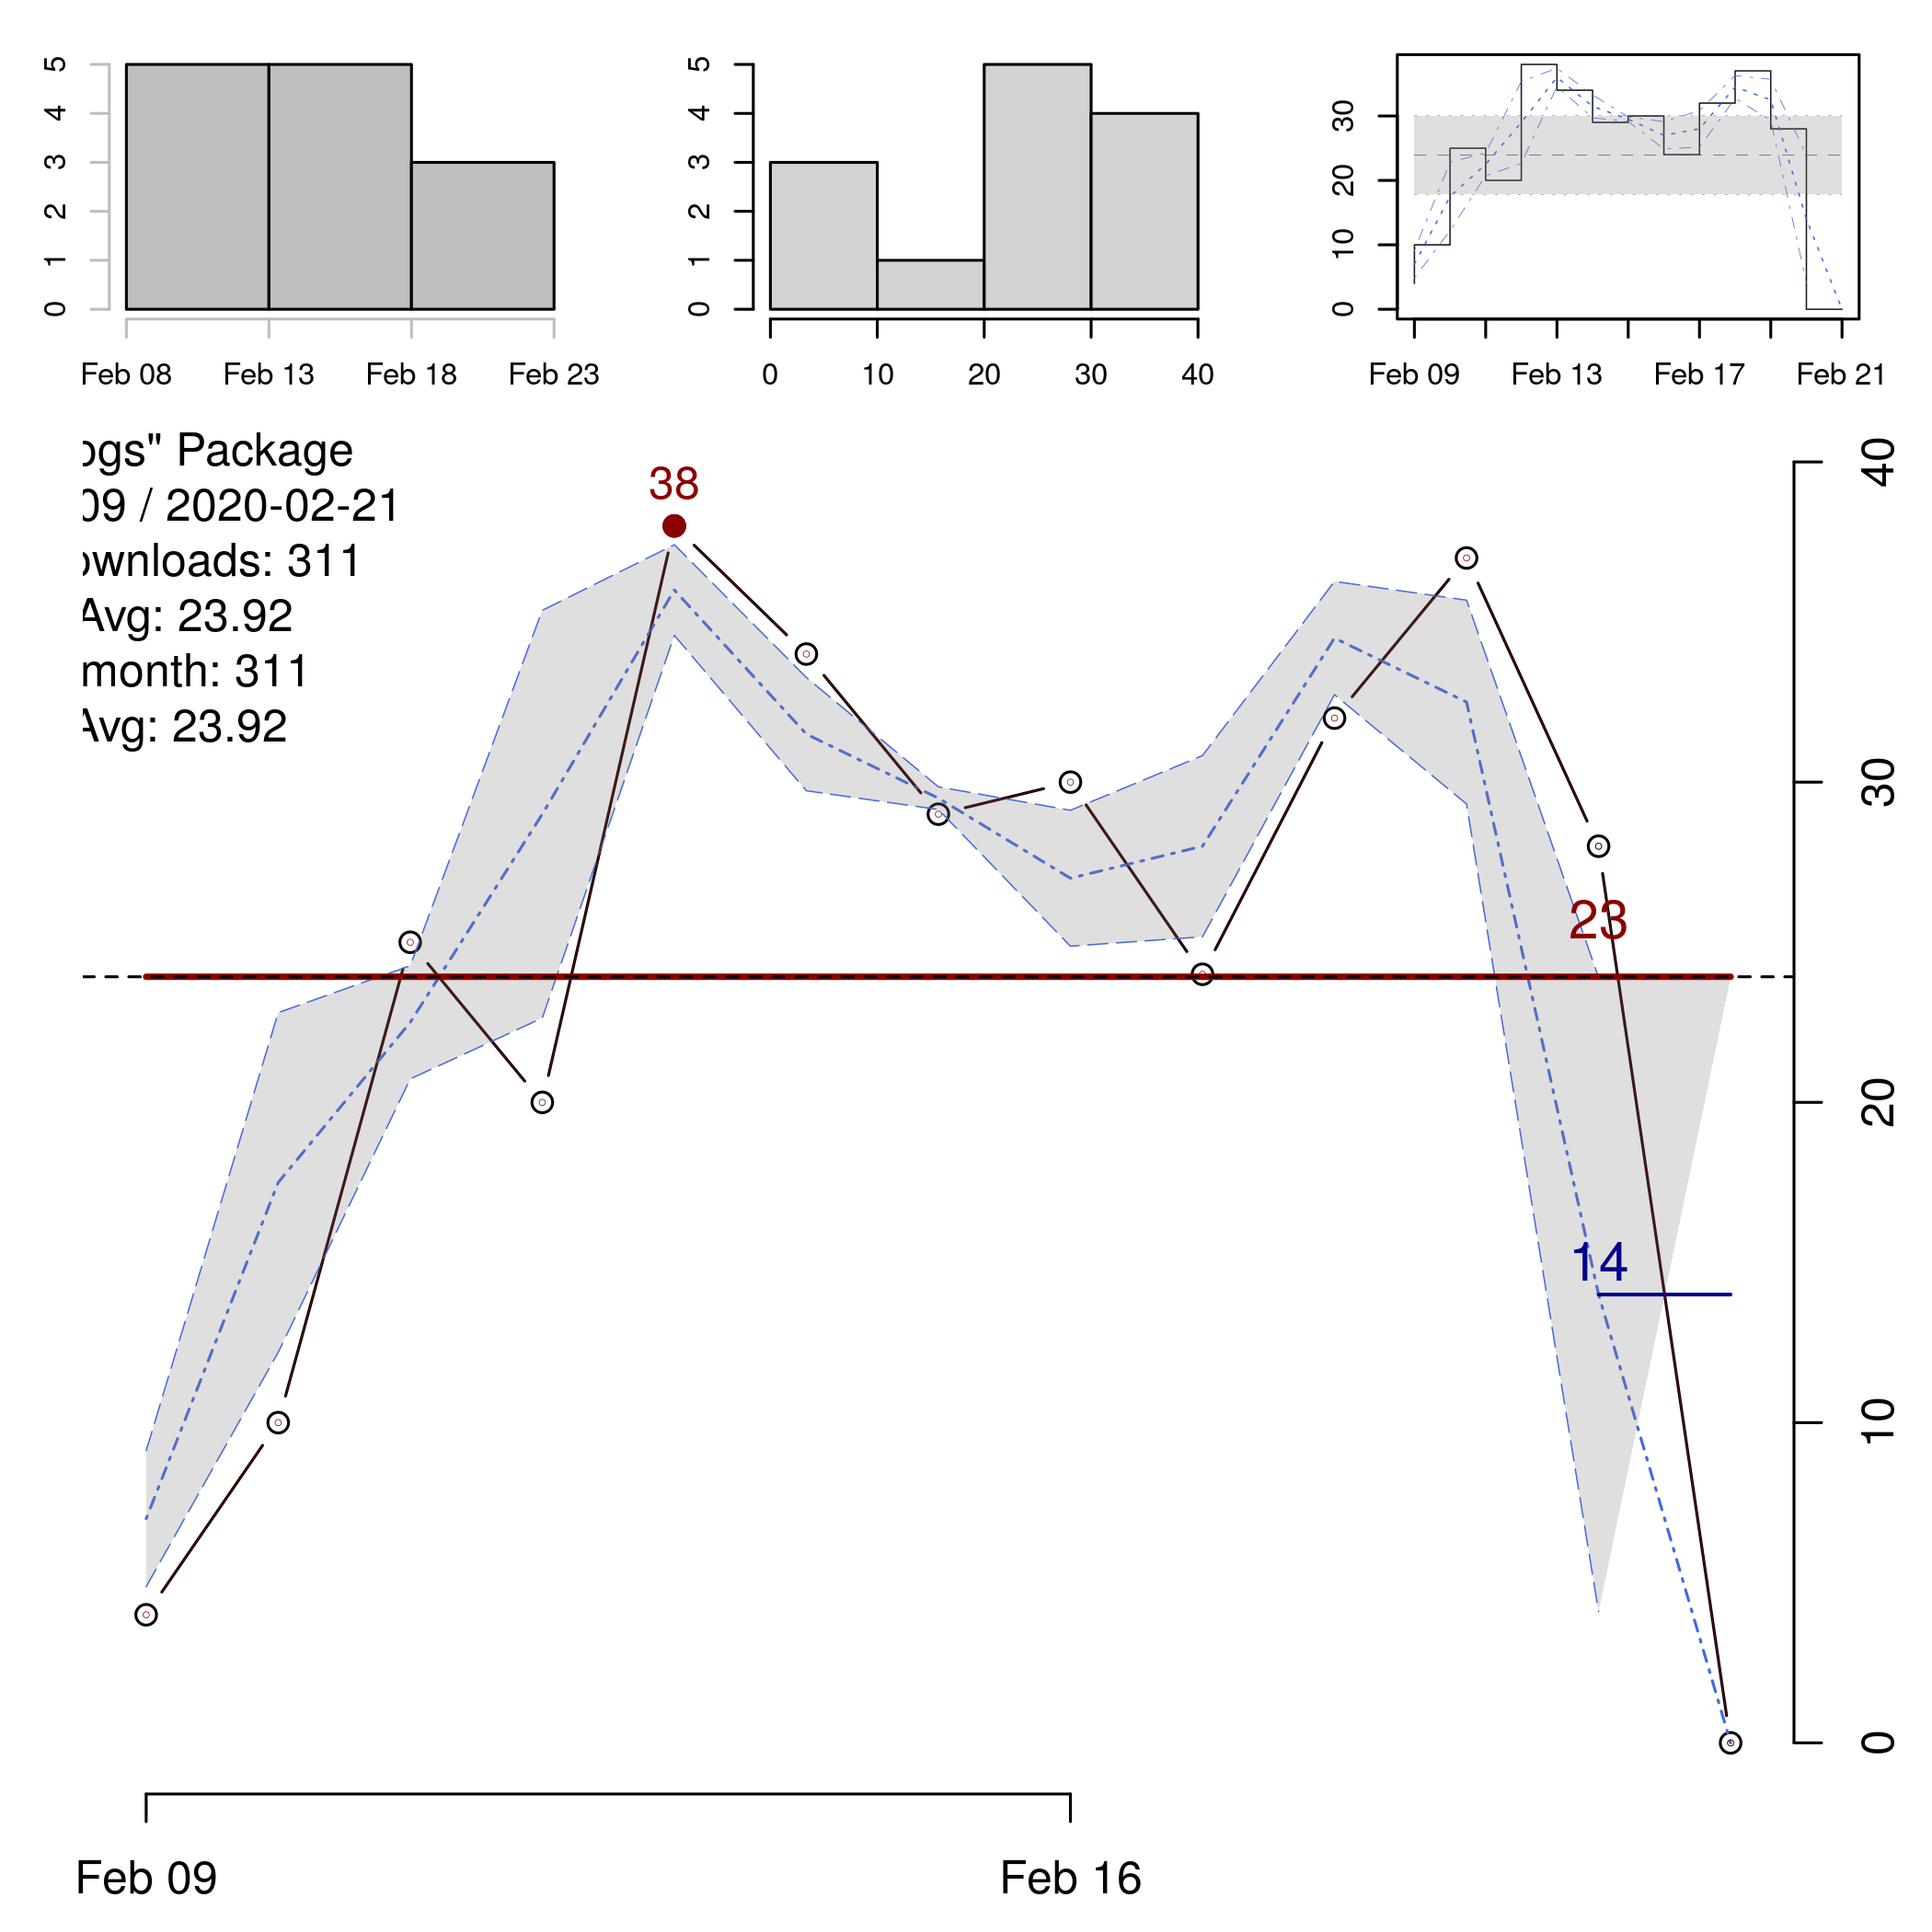 5
4
3
2
1
0
Feb 08 Feb 13 Feb 18 Feb 23
5
4
3
2
1
0
0 10 20 30 40
30
20
10
0
Feb 09 Feb 13 Feb 17 Feb 21
ogs" Package
09 / 2020-02-21
ownloads: 311
Avg: 23.92
month: 311
Avg: 23.92
38
23
14
40
30
20
10
0
Feb 09 Feb 16